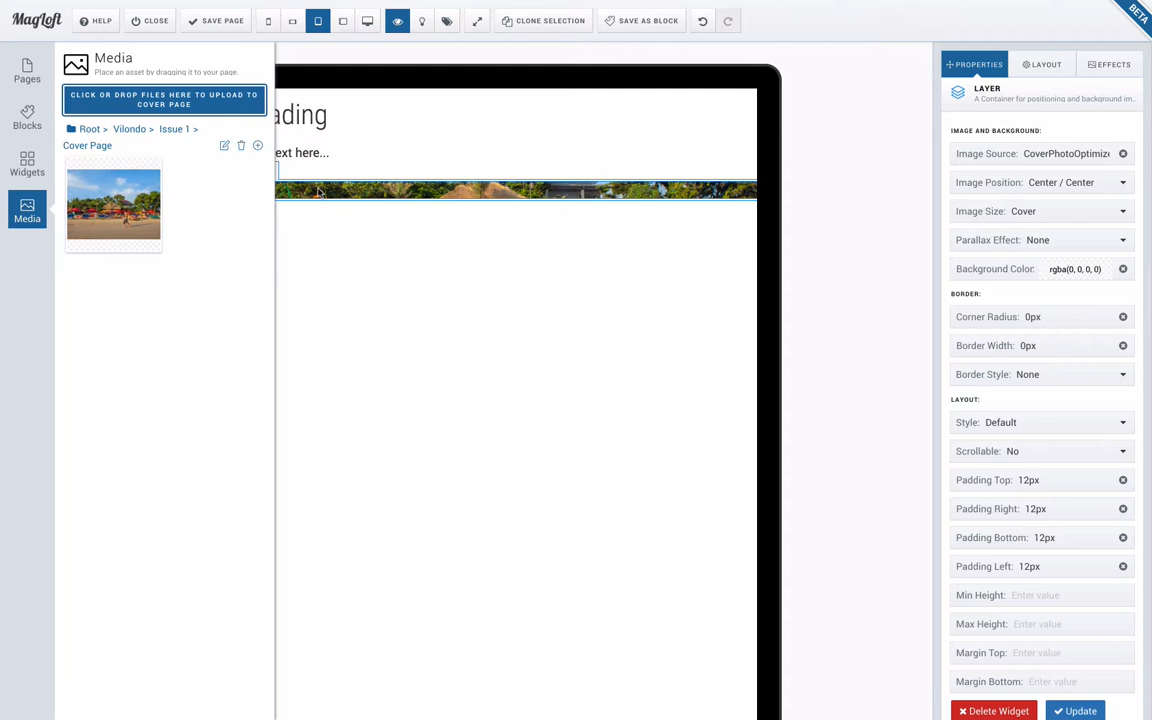 MagLoft
HELP
CLOSE
SAVE PAGE
CLONE SELECTION
SAVE AS BLOCK
BETA
Pages
Blocks
Widgets
Media
Media
Place an asset by dragging it to your page.
CLICK OR DROP FILES HERE TO UPLOAD TO
COVER PAGE
Root > Vilondo > Issue 1 >
Cover Page
ading
ext here...
PROPERTIES
LAYOUT
EFFECTS
LAYER
A Container for positioning and background im..
IMAGE AND BACKGROUND:
Image Source: CoverPhotoOptimize
Image Position: Center / Center
Image Size: Cover
Parallax Effect: None
Background Color: rgba(0, 0, 0, 0)
BORDER:
Corner Radius: 0px
Border Width: 0px
Border Style: None
LAYOUT:
Style: Default
Scrollable: No
Padding Top: 12px
Padding Right: 12px
Padding Bottom: 12px
Padding Left: 12px
Min Height: Enter value
Max Height: Enter value
Margin Top: Enter value
Margin Bottom: Enter value
Delete Widget
Update